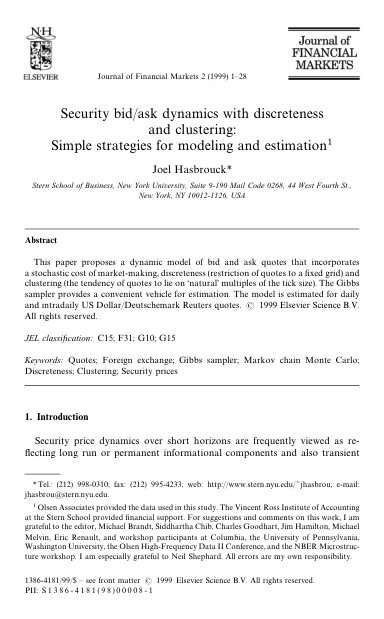 N·H
ELSEVIER
Journal of Financial Markets 2 (1999) 1–28
Journal of
FINANCIAL
MARKETS
Security bid/ask dynamics with discreteness
and clustering:
Simple strategies for modeling and estimation¹
Joel Hasbrouck*
Stern School of Business, New York University, Suite 9-190 Mail Code 0268, 44 West Fourth St.,
New York, NY 10012-1126, USA
Abstract
This paper proposes a dynamic model of bid and ask quotes that incorporates
a stochastic cost of market-making, discreteness (restriction of quotes to a fixed grid) and
clustering (the tendency of quotes to lie on ‘natural’ multiples of the tick size). The Gibbs
sampler provides a convenient vehicle for estimation. The model is estimated for daily
and intradaily US Dollar/Deutschemark Reuters quotes. © 1999 Elsevier Science B.V.
All rights reserved.
JEL classification: C15; F31; G10; G15
Keywords: Quotes; Foreign exchange; Gibbs sampler; Markov chain Monte Carlo;
Discreteness; Clustering; Security prices
1. Introduction
Security price dynamics over short horizons are frequently viewed as re-
flecting long run or permanent informational components and also transient
* Tel.: (212) 998-0310; fax: (212) 995-4233; web: http://www.stern.nyu.edu/˜jhasbrou; e-mail:
jhasbrou@stern.nyu.edu.
¹ Olsen Associates provided the data used in this study. The Vincent Ross Institute of Accounting
at the Stern School provided financial support. For suggestions and comments on this work, I am
grateful to the editor, Michael Brandt, Siddhartha Chib, Charles Goodhart, Jim Hamilton, Michael
Melvin, Eric Renault, and workshop participants at Columbia, the University of Pennsylvania,
Washington University, the Olsen High-Frequency Data II Conference, and the NBER Microstruc-
ture workshop. I am especially grateful to Neil Shephard. All errors are my own responsibility.
1386-4181/99/$ – see front matter © 1999 Elsevier Science B.V. All rights reserved.
PII: S1386-4181(98)00008-1